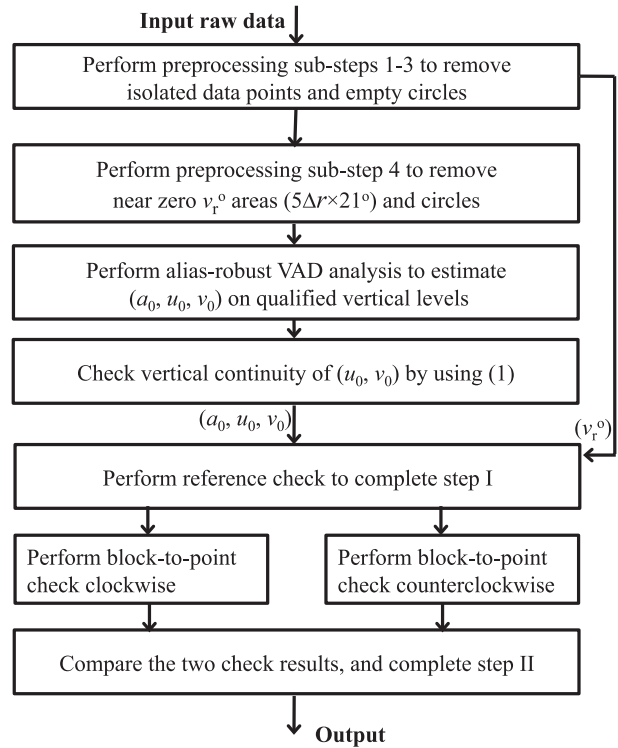 Input raw data
Perform preprocessing sub-steps 1-3 to remove
isolated data points and empty circles
Perform preprocessing sub-step 4 to remove
near zero vᵣᵒ areas (5Δr×21ᵒ) and circles
Perform alias-robust VAD analysis to estimate
(a₀, u₀, v₀) on qualified vertical levels
Check vertical continuity of (u₀, v₀) by using (1)
(a₀, u₀, v₀)
(vᵣᵒ)
Perform reference check to complete step I
Perform block-to-point
check clockwise
Perform block-to-point
check counterclockwise
Compare the two check results, and complete step II
Output